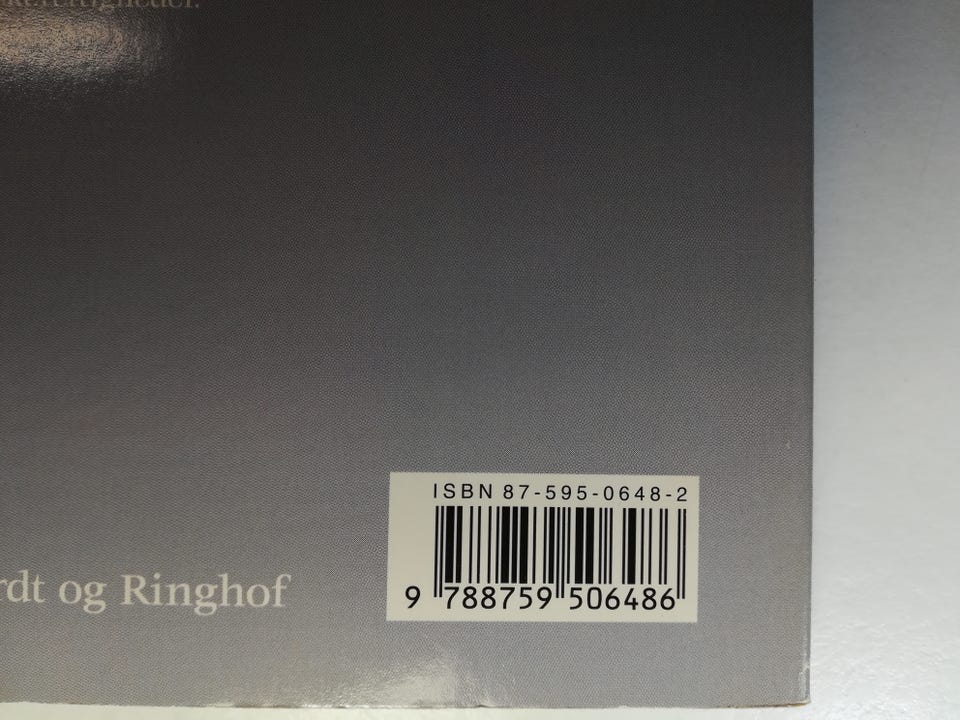 ISBN 87-595-0648-2
9 788759 506486
rdt og Ringhof